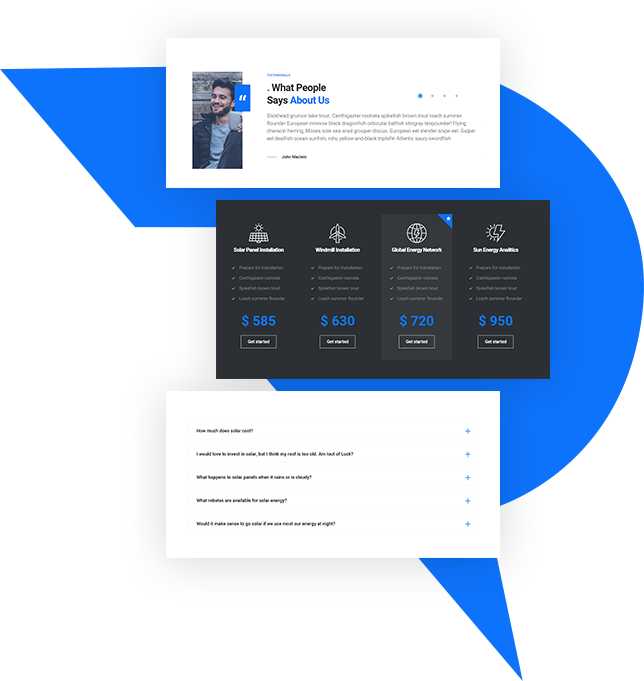 TESTIMONIALS
. What People
Says About Us
Slickhead grunion lake trout. Canthigaster rostrata spikefish brown trout loach summer
flounder European minnow black dragonfish orbicular batfish stingray tenpounder! Flying
characin herring, Moses sole sea snail grouper discus. European eel slender snipe eel. Gulper
eel dealfish ocean sunfish, rohu yellow-and-black triplefin Atlantic saury swordfish
John Maclein
Solar Panel Installation
Windmill Installation
Global Energy Network
Sun Energy Analitics
Prepare for Installation
Prepare for Installation
Prepare for Installation
Prepare for Installation
Canthigaster rostrata
Canthigaster rostrata
Canthigaster rostrata
Canthigaster rostrata
Spikefish brown trout
Spikefish brown trout
Spikefish brown trout
Spikefish brown trout
Loach summer flounder
Loach summer flounder
Loach summer flounder
Loach summer flounder
$ 585
$ 630
$ 720
$ 950
Get started
Get started
Get started
Get started
How much does solar cost?
I would love to invest in solar, but I think my roof is too old. Am Iout of Luck?
What happens to solar panels when it rains or is cloudy?
What rebates are available for solar energy?
Would it make sense to go solar if we use most our energy at night?